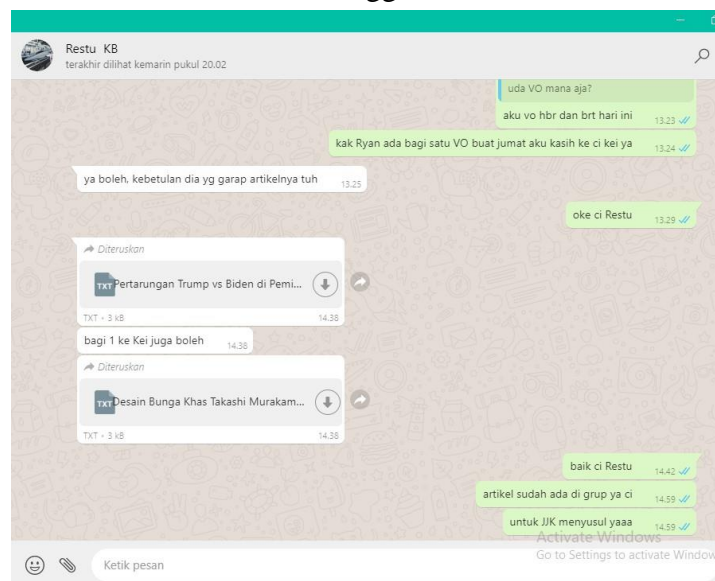 Restu KB
terakhir dilihat kemarin pukul 20.02
uda VO mana aja?
aku vo hbr dan brt hari ini 13.23
kak Ryan ada bagi satu VO buat jumat aku kasih ke ci kei ya 13.24
ya boleh, kebetulan dia yg garap artikelnya tuh 13.25
oke ci Restu 13.29
Diteruskan
TXT Pertarungan Trump vs Biden di Pemi...
TXT • 3 kB 14.38
bagi 1 ke Kei juga boleh 14.38
Diteruskan
TXT Desain Bunga Khas Takashi Murakam...
TXT • 3 kB 14.38
baik ci Restu 14.42
artikel sudah ada di grup ya ci 14.59
untuk JJK menyusul yaaa 14.59
Activate Windows
Go to Settings to activate Window
Ketik pesan